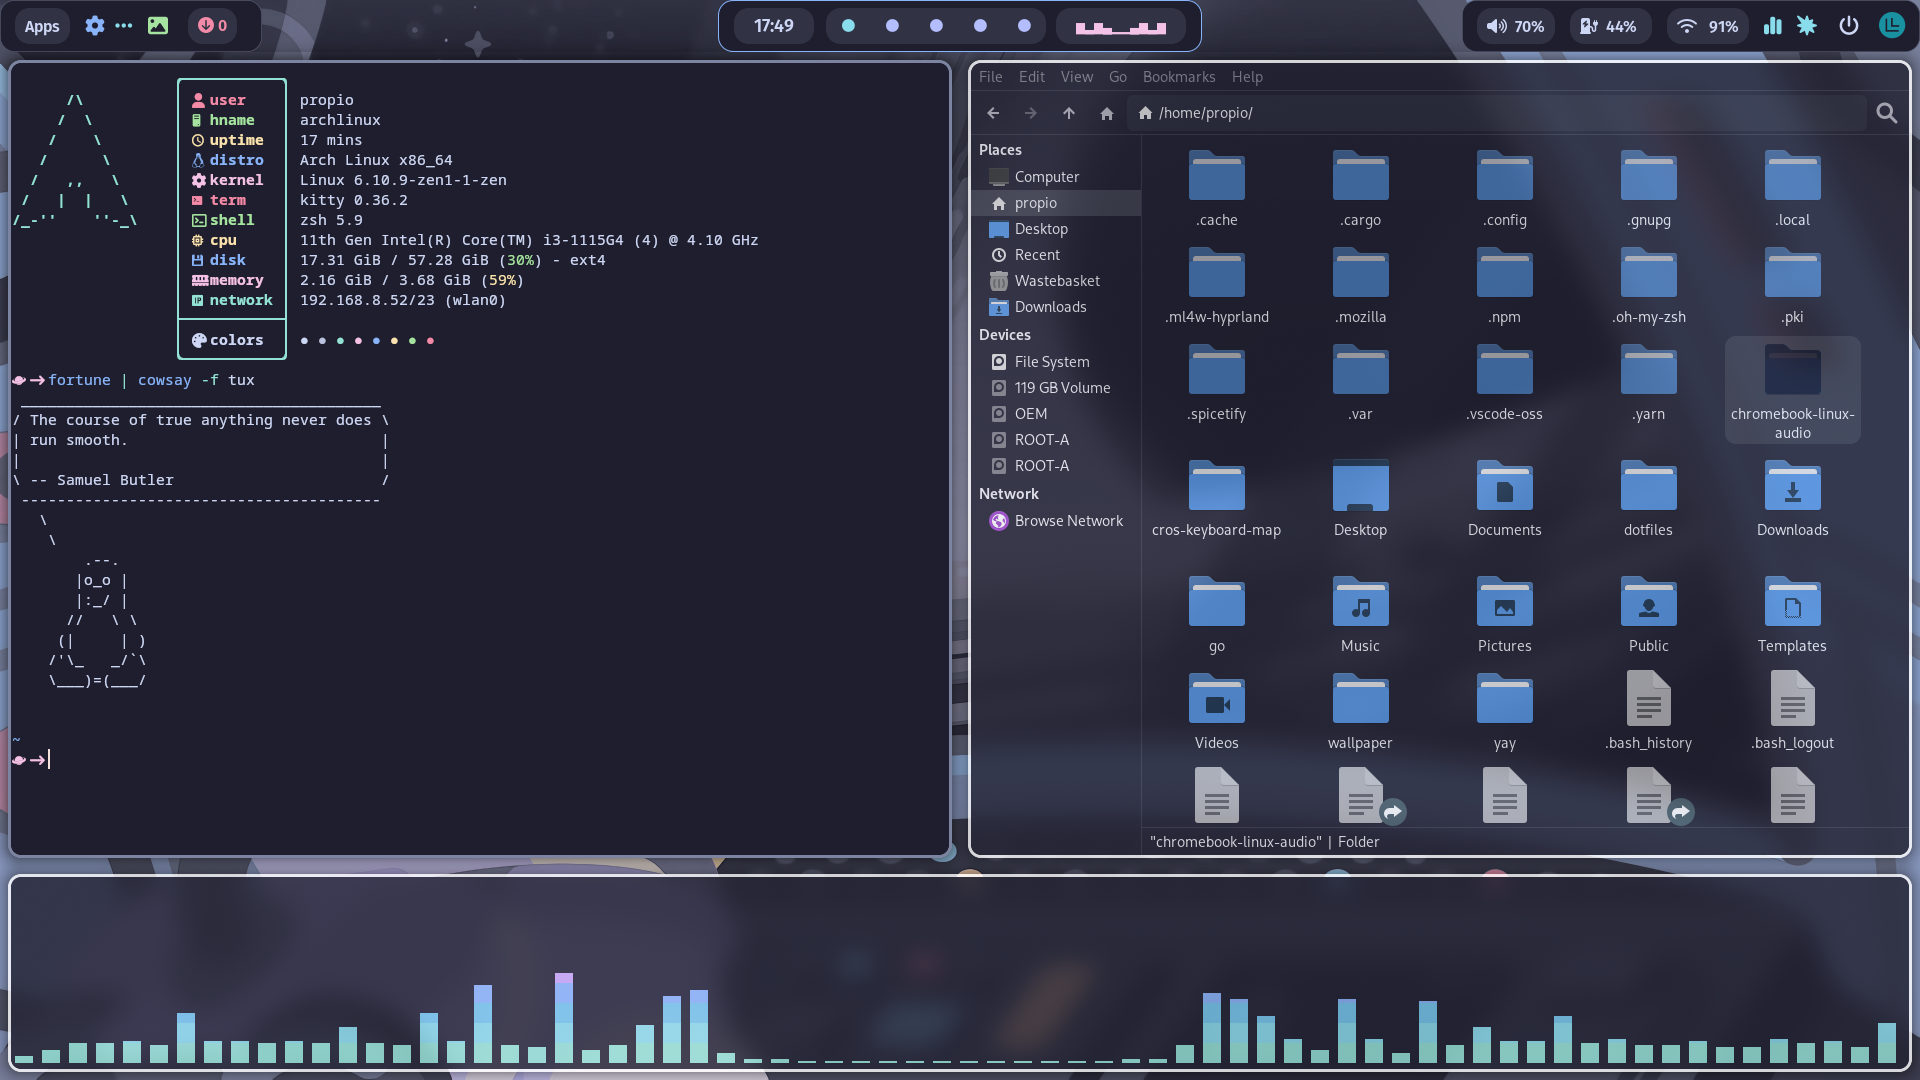 Apps
0
17:49
70%
44%
91%
/\
/  \
/    \
/      \
/   ,,   \
/   |  |   \
/_-''    ''-_\
user propio
hname archlinux
uptime 17 mins
distro Arch Linux x86_64
kernel Linux 6.10.9-zen1-1-zen
term kitty 0.36.2
shell zsh 5.9
cpu 11th Gen Intel(R) Core(TM) i3-1115G4 (4) @ 4.10 GHz
disk 17.31 GiB / 57.28 GiB (30%) - ext4
memory 2.16 GiB / 3.68 GiB (59%)
network 192.168.8.52/23 (wlan0)
colors
fortune | cowsay -f tux
________________________________________
/ The course of true anything never does \
| run smooth.                            |
|                                        |
\ -- Samuel Butler                       /
----------------------------------------
\
\
.--.
|o_o |
|:_/ |
//   \ \
(|     | )
/'\_   _/`\
\___)=(___/
~
File Edit View Go Bookmarks Help
/home/propio/
Places
Computer
propio
Desktop
Recent
Wastebasket
Downloads
Devices
File System
119 GB Volume
OEM
ROOT-A
ROOT-A
Network
Browse Network
.cache .cargo .config .gnupg .local
.ml4w-hyprland .mozilla .npm .oh-my-zsh .pki
.spicetify .var .vscode-oss .yarn chromebook-linux-
audio
cros-keyboard-map Desktop Documents dotfiles Downloads
go Music Pictures Public Templates
Videos wallpaper yay .bash_history .bash_logout
"chromebook-linux-audio" | Folder